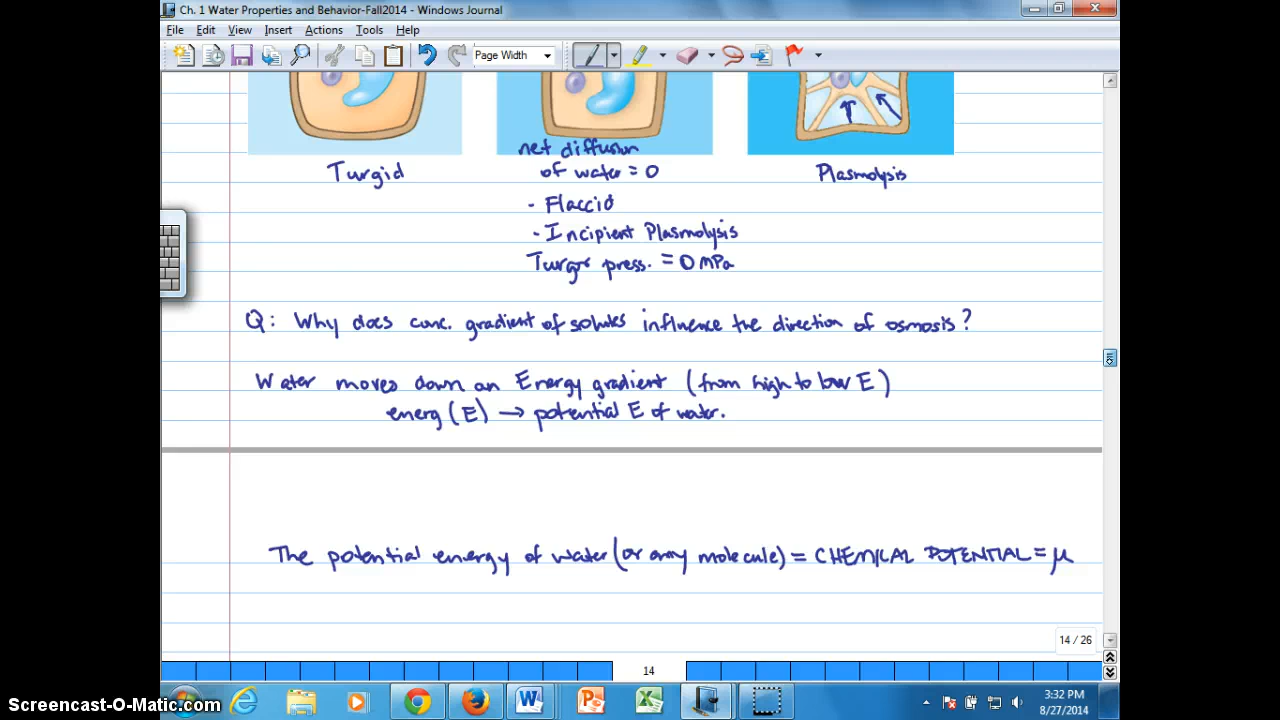 Ch. 1 Water Properties and Behavior-Fall2014 - Windows Journal
File Edit View Insert Actions Tools Help
Page Width
net diffusion
Turgid
of water = 0
Plasmolysis
- Flaccid
- Incipient Plasmolysis
Turgor press. = 0 MPa
Q: Why does conc. gradient of solutes influence the direction of osmosis?
Water moves down an Energy gradient (from high to low E)
energ (E) → potential E of water.
The potential energy of water (or any molecule) = CHEMICAL POTENTIAL = μ
14 / 26
14
3:32 PM
8/27/2014
Screencast-O-Matic.com